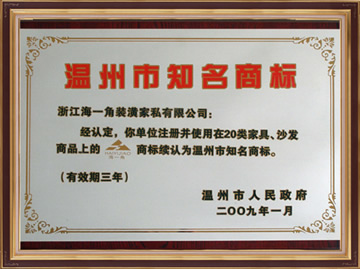 温州市知名商标
浙江海一角装潢家私有限公司：
经认定，你单位注册并使用在20类家具、沙发
商品上的 海一角 商标续认为温州市知名商标。
（有效期三年）
温州市人民政府
二〇〇九年一月